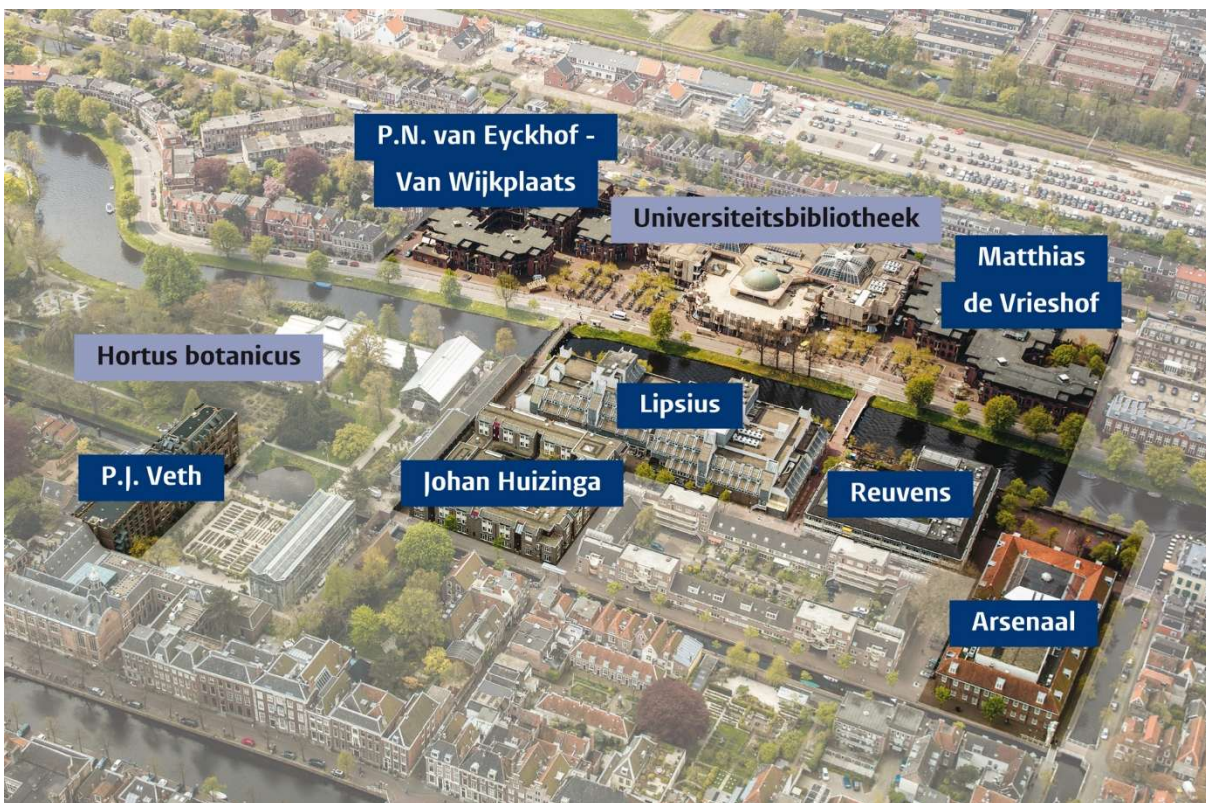 P.N. van Eyckhof -
Van Wijkplaats
Universiteitsbibliotheek
Matthias
de Vrieshof
Hortus botanicus
Lipsius
P.J. Veth
Johan Huizinga
Reuvens
Arsenaal